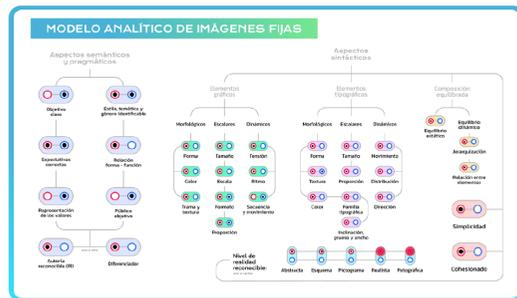 MODELO ANALÍTICO DE IMÁGENES FIJAS
Aspectos semánticos
y pragmáticos
Objetivo
claro
Estilo, temática y
género identificable
Expectativas
correctas
Relación
forma - función
Representación
de los valores
Público
objetivo
Autoría
reconocible (IR)
Diferenciador
Aspectos
sintácticos
Elementos
gráficos
Morfológicos
Escalares
Dinámicos
Forma
Tamaño
Tensión
Color
Escala
Ritmo
Trama y
textura
Formato
Secuencia
y movimiento
Proporción
Elementos
tipográficos
Morfológicos
Escalares
Dinámicos
Forma
Tamaño
Movimiento
Textura
Proporción
Distribución
Color
Familia
tipográfica
Dirección
Inclinación,
grueso y ancho
Composición
equilibrada
Equilibrio
estático
Equilibrio
dinámico
Jerarquización
Relación entre
elementos
Simplicidad
Cohesionado
Nivel de
realidad
reconocible:
Abstracta
Esquema
Pictograma
Realista
Fotográfica